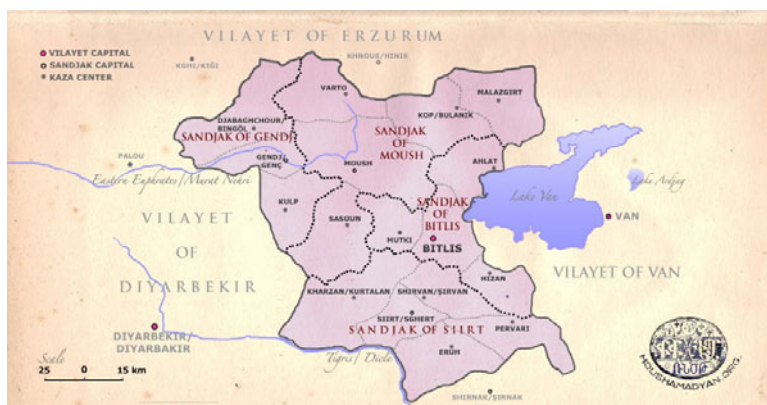 VILAYET OF ERZURUM
VILAYET CAPITAL
SANDJAK CAPITAL
KAZA CENTER
KGHI/KIĞI
KHNOUS/HINIS
VARTO
MALAZGIRT
KOP/BULANIK
DJABAGHCHOUR/
BINGÖL
SANDJAK OF GENDJ
SANDJAK
OF
MOUSH
PALOU
GENDJ/
GENÇ
MOUSH
AHLAT
Eastern Euphrates/Murat Nehri
Lake Van
Lake Ardjag
KULP
SASOUN
SANDJAK
OF
BITLIS
MUTKI
BITLIS
VAN
VILAYET
OF
DIYARBEKIR
VILAYET OF VAN
HIZAN
KHARZAN/KURTALAN
SHIRVAN/ŞIRVAN
SIIRT/SGHERT
PERVARI
SANDJAK OF SIIRT
DIYARBEKIR/
DIYARBAKIR
ERUH
Tigris/Dicle
Scale
25 0 15 km
SHIRNAK/ŞIRNAK
HOUSHAMADYAN.ORG